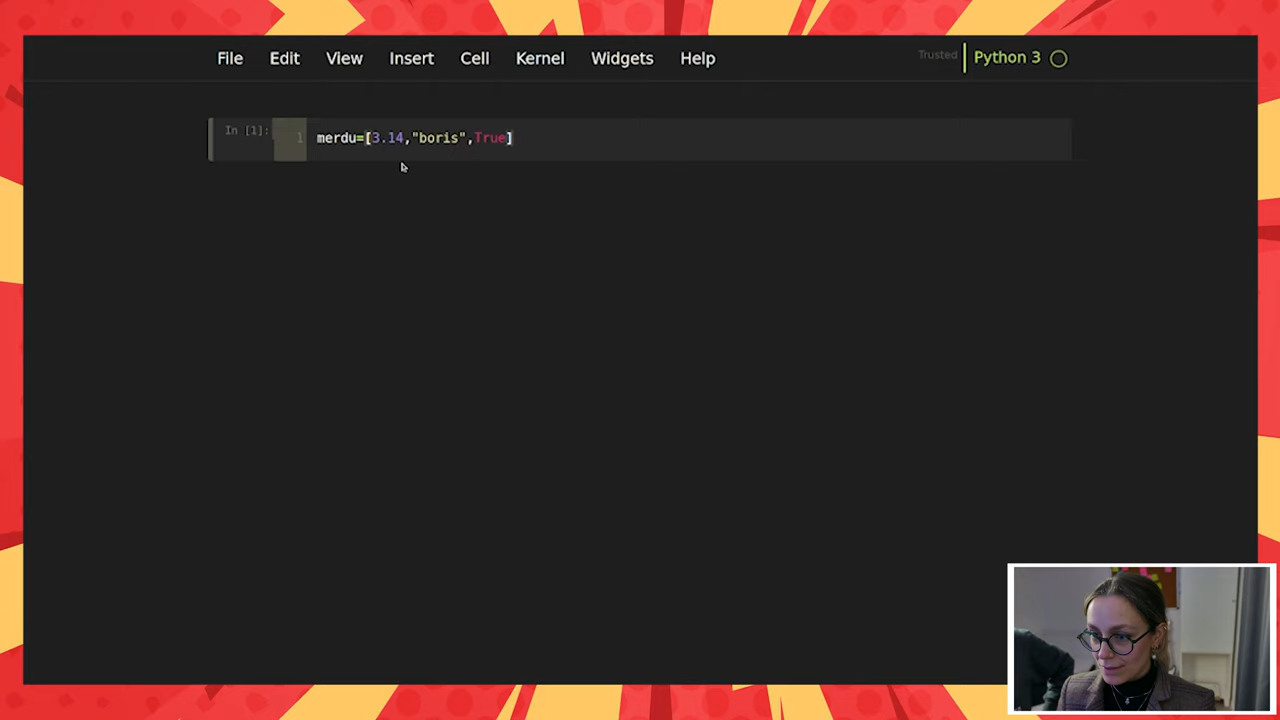 File Edit View Insert Cell Kernel Widgets Help Trusted Python 3
In [1]: 1 merdu=[3.14,"boris",True]